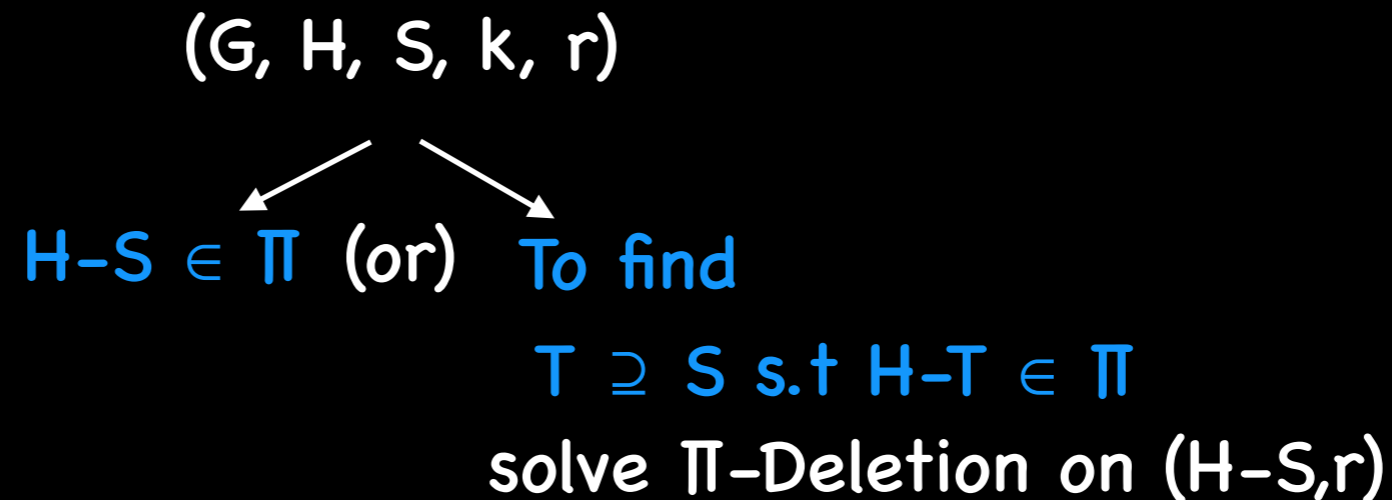 (G, H, S, k, r)
H-S ∈ Π (or) To find
T ⊇ S s.t H-T ∈ Π
solve Π-Deletion on (H-S,r)